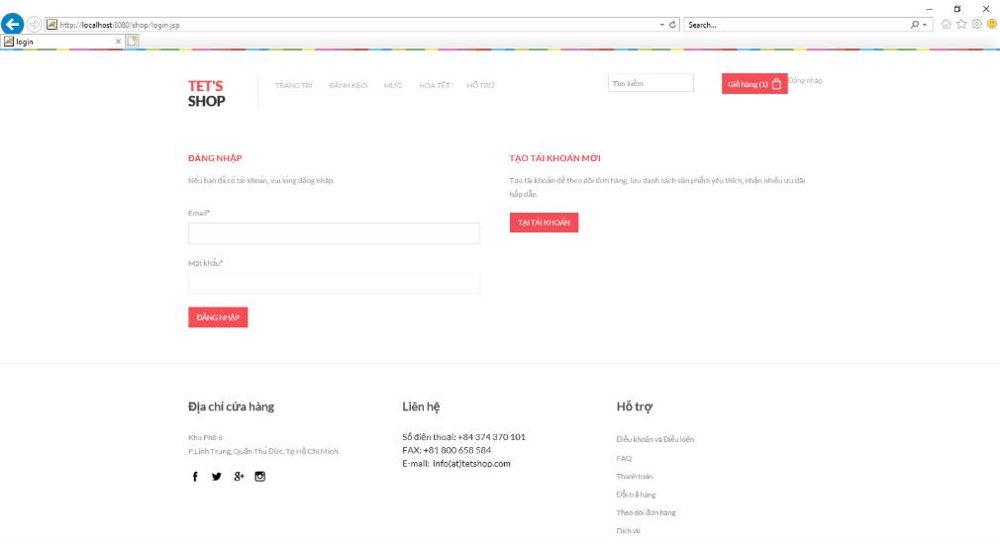 http://localhost:8080/shop/login.jsp
Search...
login
TET'S
SHOP
TRANG TRÍ
BÁNH KẸO
MỨC
HOA TẾT
HỖ TRỢ
Tìm kiếm
Giỏ hàng (1)
Đăng nhập
ĐĂNG NHẬP
Nếu bạn đã có tài khoản, vui lòng đăng nhập.
Email*
Mật khẩu*
ĐĂNG NHẬP
TẠO TÀI KHOẢN MỚI
Tạo tài khoản để theo dõi đơn hàng, lưu danh sách sản phẩm yêu thích, nhận nhiều ưu đãi
hấp dẫn.
TẠI TÀI KHOẢN
Địa chỉ cửa hàng
Khu Phố 6
P.Linh Trung, Quận Thủ Đức, Tp Hồ Chí Minh.
Liên hệ
Số điện thoại: +84 374 370 101
FAX: +81 800 658 584
E-mail: info(at)tetshop.com
Hỗ trợ
Điều khoản và Điều kiện
FAQ
Thanh toán
Đổi trả hàng
Theo dõi đơn hàng
Dịch vụ